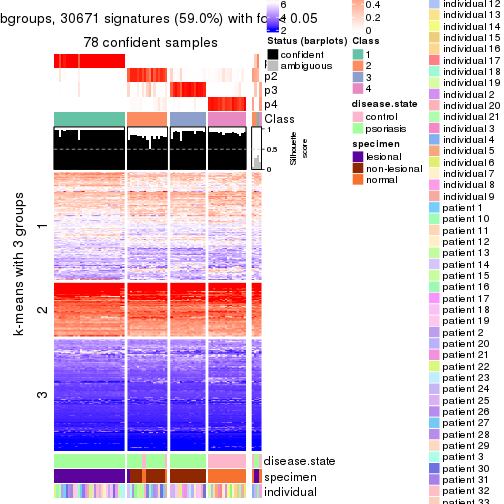 bgroups, 30671 signatures (59.0%) with fd < 0.05
78 confident samples
p2
p3
p4
Class
1
0.5
0
Silhouette
score
k-means with 3 groups
1
2
3
disease.state
specimen
individual
6
4
2
Status (barplots)
confident
ambiguous
0.4
0.2
0
Class
1
2
3
4
disease.state
control
psoriasis
specimen
lesional
non-lesional
normal
individual 12
individual 13
individual 14
individual 15
individual 16
individual 17
individual 18
individual 19
individual 2
individual 20
individual 21
individual 3
individual 4
individual 5
individual 6
individual 7
individual 8
individual 9
patient 1
patient 10
patient 11
patient 12
patient 13
patient 14
patient 15
patient 16
patient 17
patient 18
patient 19
patient 2
patient 20
patient 21
patient 22
patient 23
patient 24
patient 25
patient 26
patient 27
patient 28
patient 29
patient 3
patient 30
patient 31
patient 32
patient 33